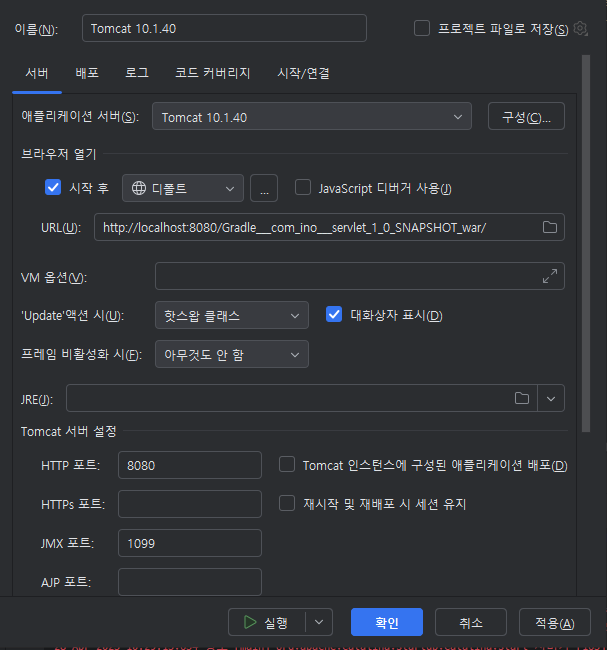 이름(N): Tomcat 10.1.40 프로젝트 파일로 저장(S)
서버 배포 로그 코드 커버리지 시작/연결
애플리케이션 서버(S): Tomcat 10.1.40 구성(C)...
브라우저 열기
시작 후 디폴트 ... JavaScript 디버거 사용(J)
URL(U): http://localhost:8080/Gradle___com_ino___servlet_1_0_SNAPSHOT_war/
VM 옵션(V):
'Update'액션 시(U): 핫스왑 클래스 대화상자 표시(D)
프레임 비활성화 시(F): 아무것도 안 함
JRE(J):
Tomcat 서버 설정
HTTP 포트: 8080 Tomcat 인스턴스에 구성된 애플리케이션 배포(D)
HTTPs 포트: 재시작 및 재배포 시 세션 유지
JMX 포트: 1099
AJP 포트:
실행 확인 취소 적용(A)